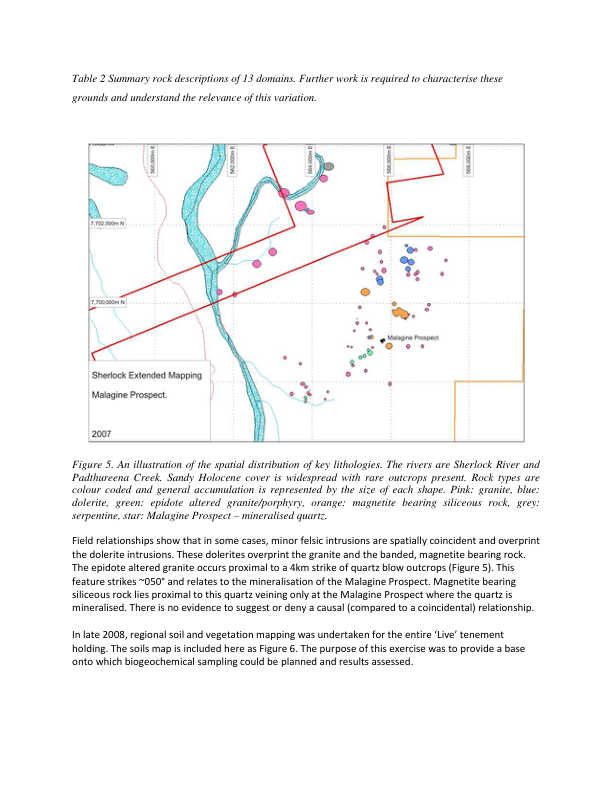 Table 2 Summary rock descriptions of 13 domains. Further work is required to characterise these
grounds and understand the relevance of this variation.
560,000m E
562,000m E
564,000m E
566,000m E
568,000m E
7,702,000m N
7,700,000m N
Malagine Prospect
Sherlock Extended Mapping
Malagine Prospect.
2007
Figure 5. An illustration of the spatial distribution of key lithologies. The rivers are Sherlock River and
Padthureena Creek. Sandy Holocene cover is widespread with rare outcrops present. Rock types are
colour coded and general accumulation is represented by the size of each shape. Pink: granite, blue:
dolerite, green: epidote altered granite/porphyry, orange: magnetite bearing siliceous rock, grey:
serpentine, star: Malagine Prospect – mineralised quartz.
Field relationships show that in some cases, minor felsic intrusions are spatially coincident and overprint
the dolerite intrusions. These dolerites overprint the granite and the banded, magnetite bearing rock.
The epidote altered granite occurs proximal to a 4km strike of quartz blow outcrops (Figure 5). This
feature strikes ~050° and relates to the mineralisation of the Malagine Prospect. Magnetite bearing
siliceous rock lies proximal to this quartz veining only at the Malagine Prospect where the quartz is
mineralised. There is no evidence to suggest or deny a causal (compared to a coincidental) relationship.
In late 2008, regional soil and vegetation mapping was undertaken for the entire ‘Live’ tenement
holding. The soils map is included here as Figure 6. The purpose of this exercise was to provide a base
onto which biogeochemical sampling could be planned and results assessed.